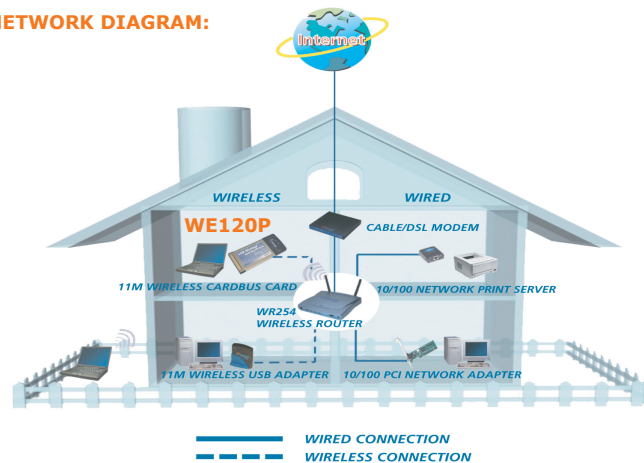 NETWORK DIAGRAM:
Internet
WIRELESS
WIRED
WE120P
CABLE/DSL MODEM
11M WIRELESS CARDBUS CARD
10/100 NETWORK PRINT SERVER
WR254
WIRELESS ROUTER
11M WIRELESS USB ADAPTER
10/100 PCI NETWORK ADAPTER
WIRED CONNECTION
WIRELESS CONNECTION